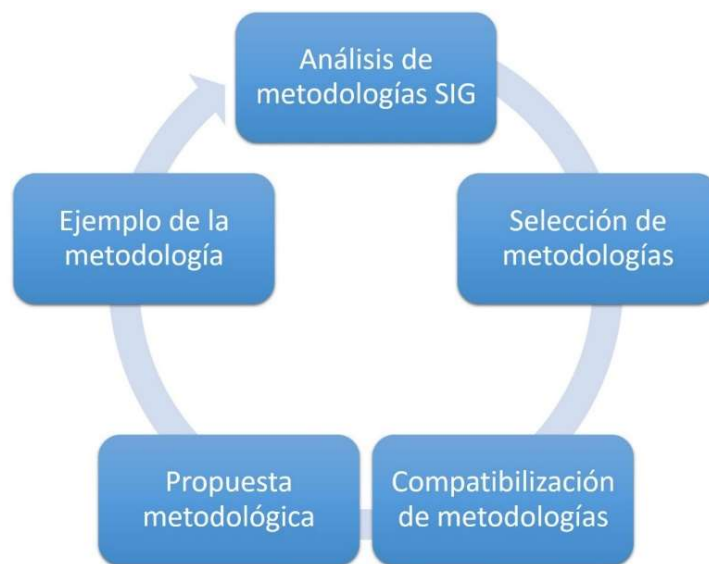 Análisis de
metodologías SIG
Selección de
metodologías
Compatibilización
de metodologías
Propuesta
metodológica
Ejemplo de la
metodología